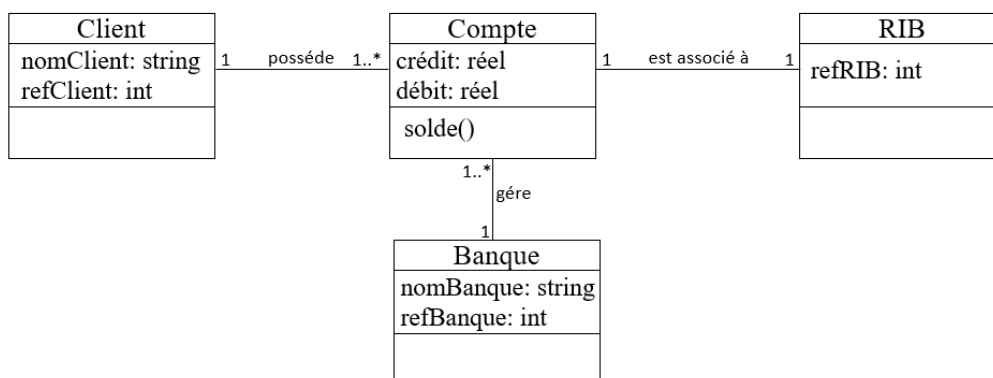 Client
nomClient: string
refClient: int
1 posséde 1..*
Compte
crédit: réel
débit: réel
solde()
1 est associé à 1
RIB
refRIB: int
1..*
gére
1
Banque
nomBanque: string
refBanque: int